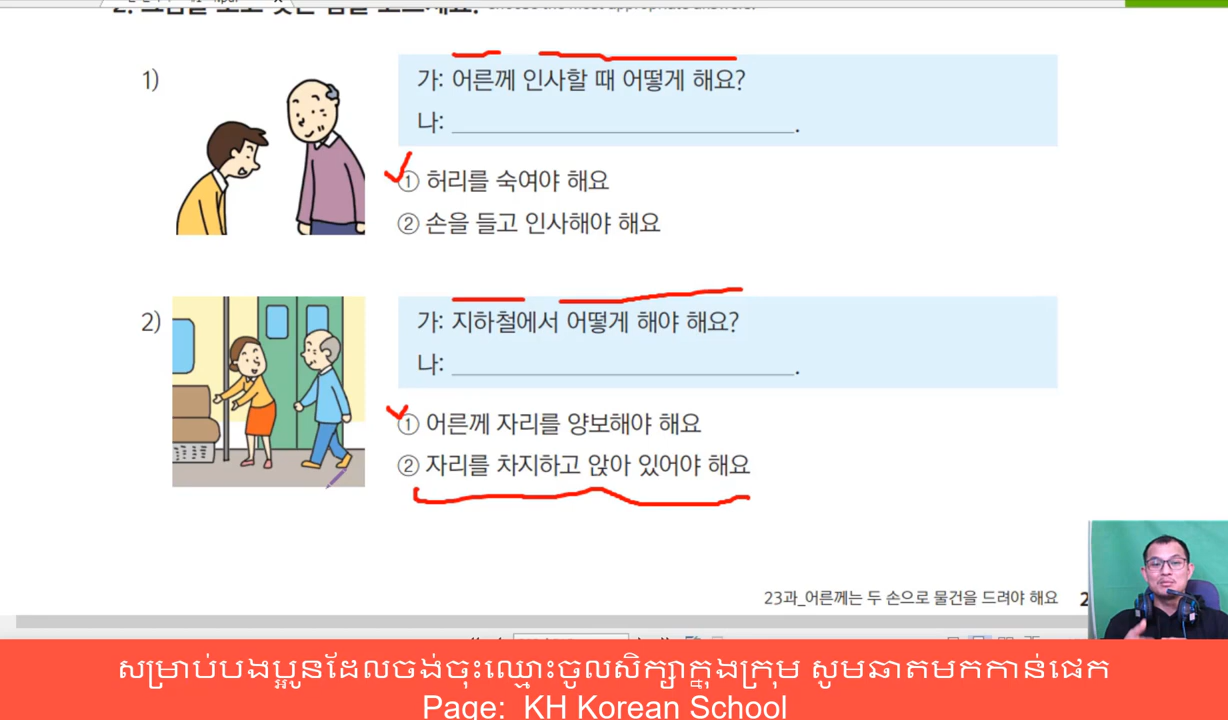 1)
가: 어른께 인사할 때 어떻게 해요?
나: ____________________.
① 허리를 숙여야 해요
② 손을 들고 인사해야 해요
2)
가: 지하철에서 어떻게 해야 해요?
나: ____________________.
① 어른께 자리를 양보해야 해요
② 자리를 차지하고 앉아 있어야 해요
23과_어른께는 두 손으로 물건을 드려야 해요
សម្រាប់បងប្អូនដែលចង់ចុះឈ្មោះចូលសិក្សាក្នុងក្រុម សូមឆាតមកកាន់ផេក
Page: KH Korean School